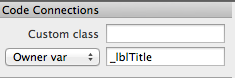 Code Connections
Custom class
Owner var _lblTitle